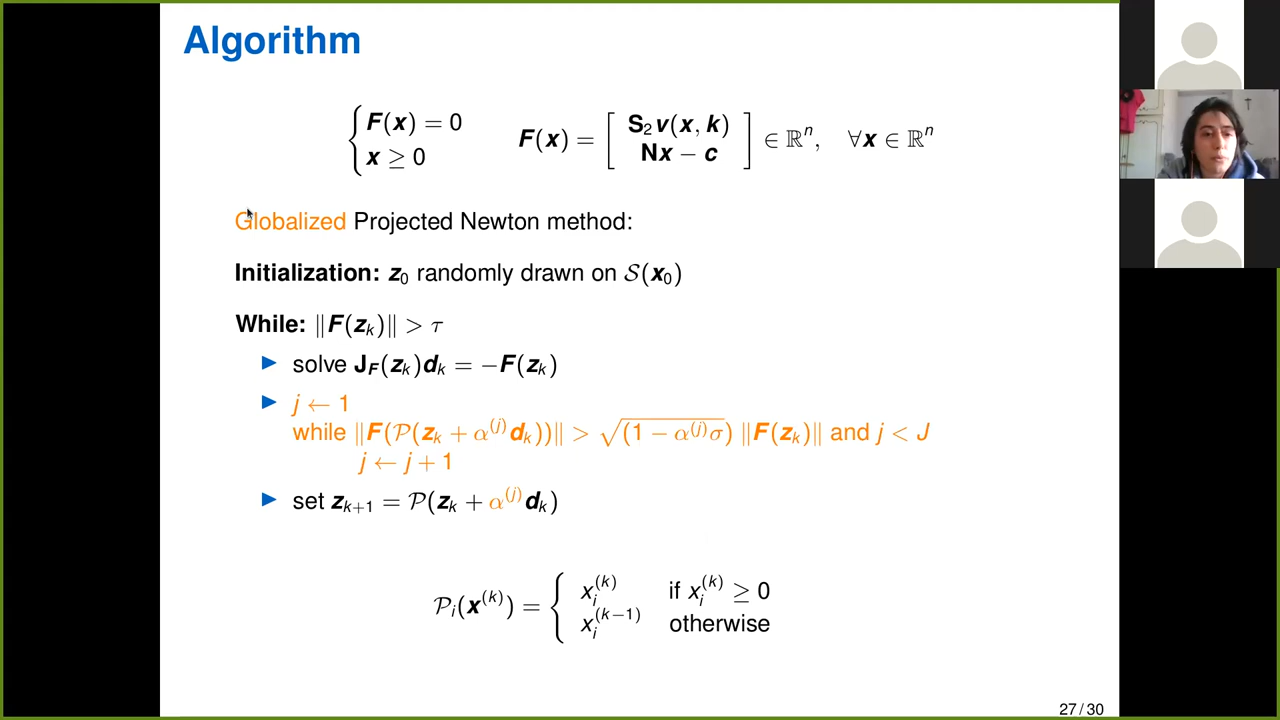 Algorithm
{ F(x) = 0
x ≥ 0
F(x) = [ S₂v(x, k)
Nx − c ] ∈ ℝⁿ, ∀x ∈ ℝⁿ
Globalized Projected Newton method:
Initialization: z₀ randomly drawn on 𝒮(x₀)
While: ‖F(zₖ)‖ > τ
▶ solve J_F(zₖ)dₖ = −F(zₖ)
▶ j ← 1
while ‖F(𝒫(zₖ + α⁽ʲ⁾dₖ))‖ > √(1 − α⁽ʲ⁾σ) ‖F(zₖ)‖ and j < J
j ← j + 1
▶ set zₖ₊₁ = 𝒫(zₖ + α⁽ʲ⁾dₖ)
𝒫ᵢ(x⁽ᵏ⁾) = { xᵢ⁽ᵏ⁾ if xᵢ⁽ᵏ⁾ ≥ 0
xᵢ⁽ᵏ⁻¹⁾ otherwise
27 / 30